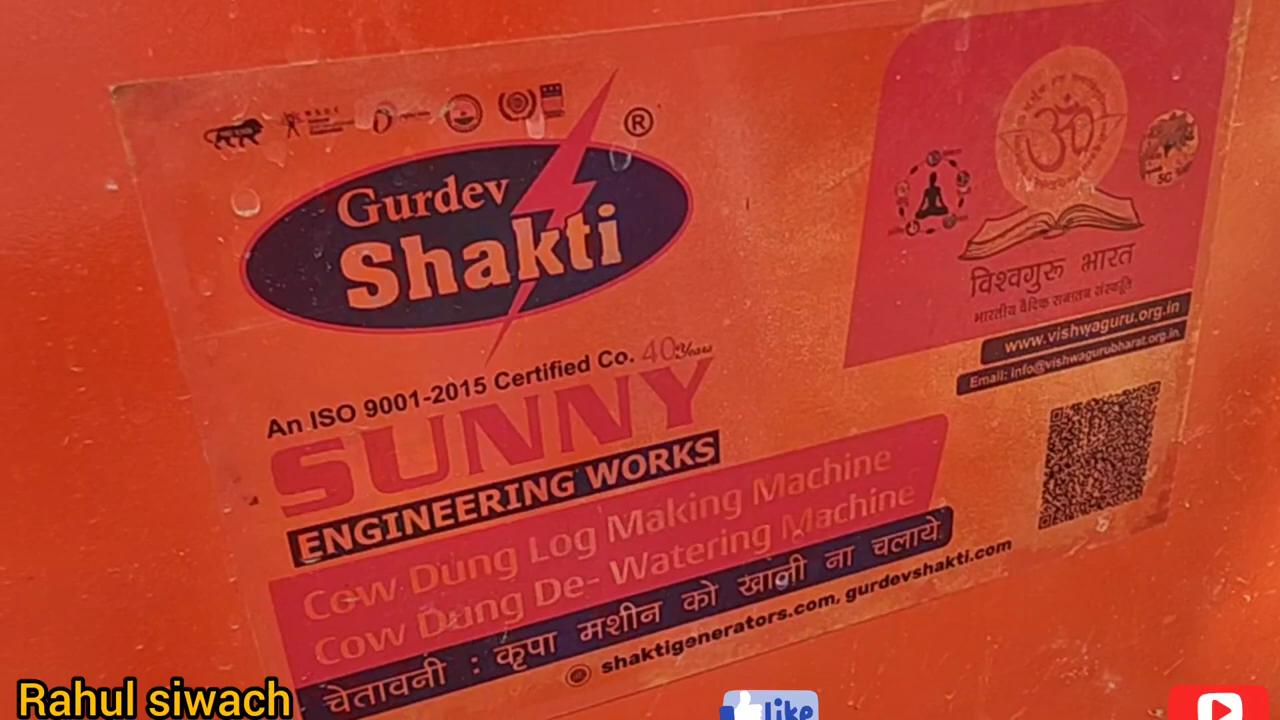 Gurdev
Shakti
®
An ISO 9001-2015 Certified Co. 40 Years
SUNNY
ENGINEERING WORKS
Cow Dung Log Making Machine
Cow Dung De- Watering Machine
चेतावनी : कृपा मशीन को खाली ना चलाये
shaktigenerators.com, gurdevshakti.com
ॐ
5G
विश्वगुरू भारत
भारतीय वैदिक सनातन संस्कृति
www.vishwaguru.org.in
Email: info@vishwagurubharat.org.in.
Rahul siwach
like